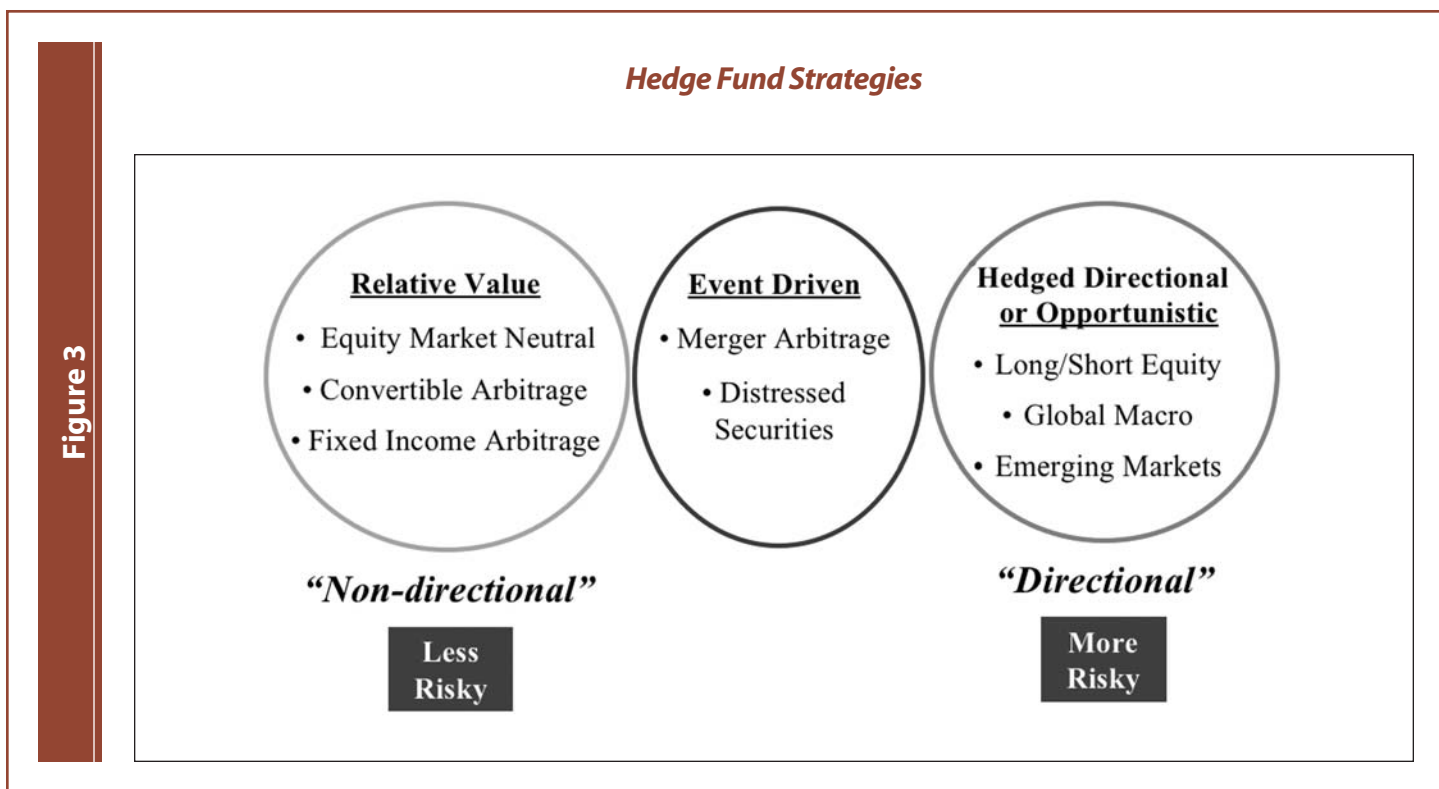 Figure 3
Hedge Fund Strategies
Relative Value
• Equity Market Neutral
• Convertible Arbitrage
• Fixed Income Arbitrage
“Non-directional”
Less
Risky
Event Driven
• Merger Arbitrage
• Distressed
Securities
Hedged Directional
or Opportunistic
• Long/Short Equity
• Global Macro
• Emerging Markets
“Directional”
More
Risky